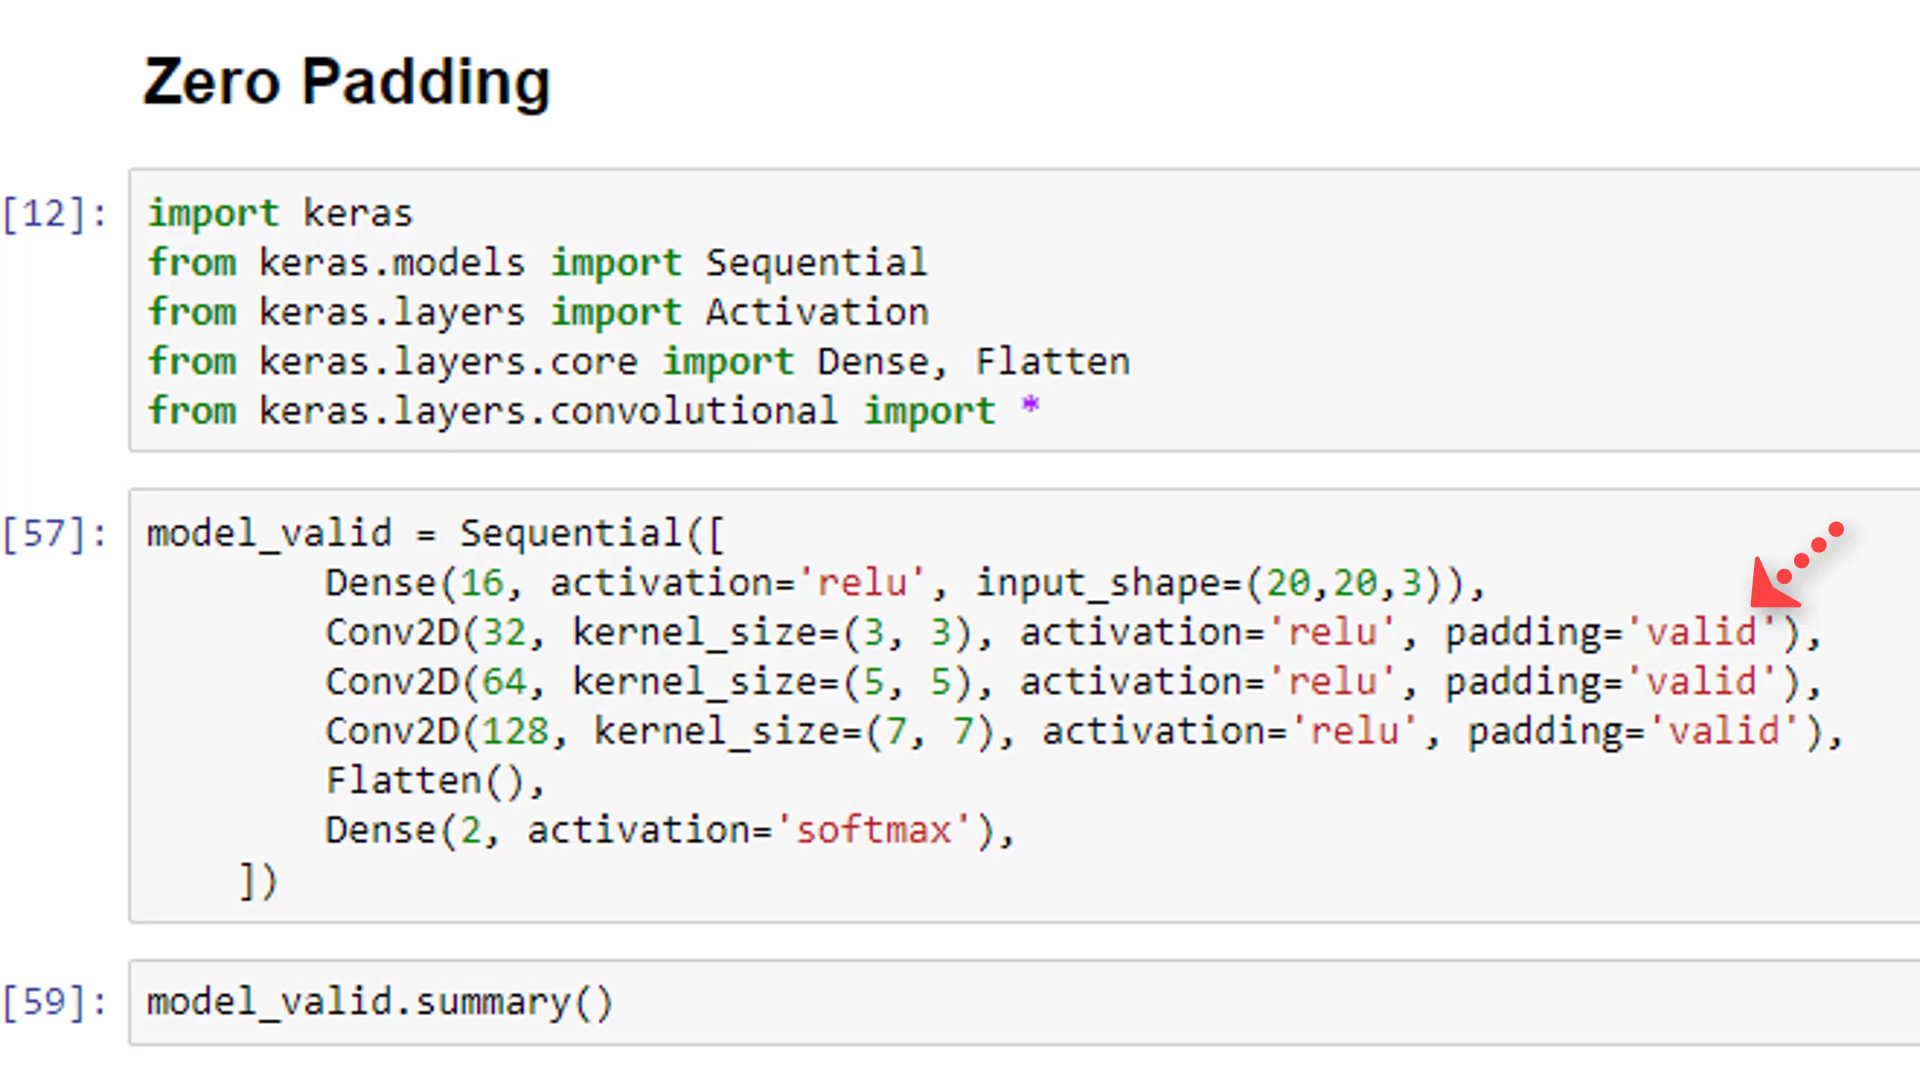 Zero Padding
[12]:
import keras
from keras.models import Sequential
from keras.layers import Activation
from keras.layers.core import Dense, Flatten
from keras.layers.convolutional import *
[57]:
model_valid = Sequential([
        Dense(16, activation='relu', input_shape=(20,20,3)),
        Conv2D(32, kernel_size=(3, 3), activation='relu', padding='valid'),
        Conv2D(64, kernel_size=(5, 5), activation='relu', padding='valid'),
        Conv2D(128, kernel_size=(7, 7), activation='relu', padding='valid'),
        Flatten(),
        Dense(2, activation='softmax'),
    ])
[59]:
model_valid.summary()